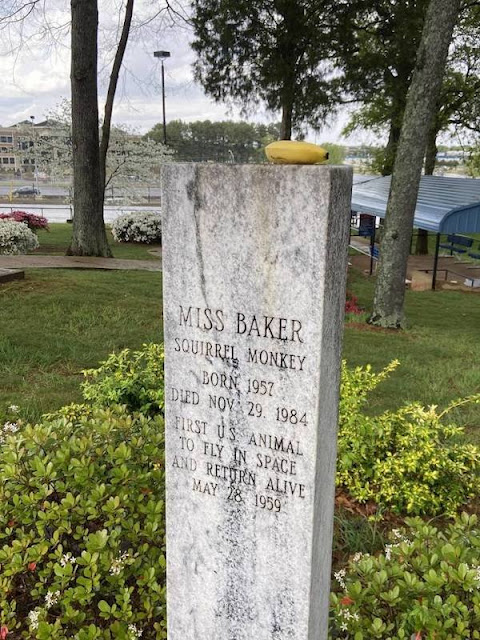 MISS BAKER
SQUIRREL MONKEY
BORN 1957
DIED NOV. 29, 1984
FIRST U.S. ANIMAL
TO FLY IN SPACE
AND RETURN ALIVE
MAY 28, 1959